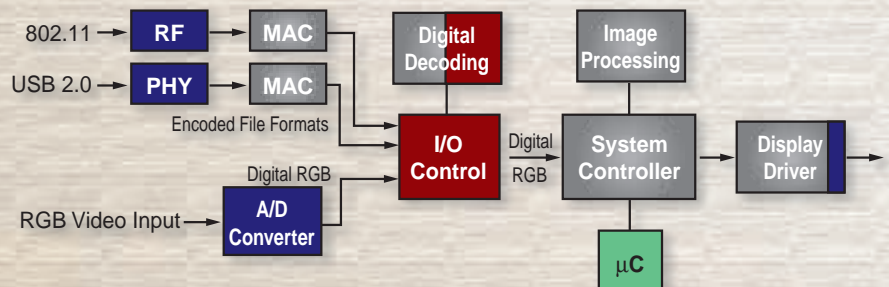 802.11
RF
MAC
Digital
Decoding
Image
Processing
USB 2.0
PHY
MAC
Encoded File Formats
I/O
Control
Digital
RGB
System
Controller
Display
Driver
Digital RGB
RGB Video Input
A/D
Converter
μC